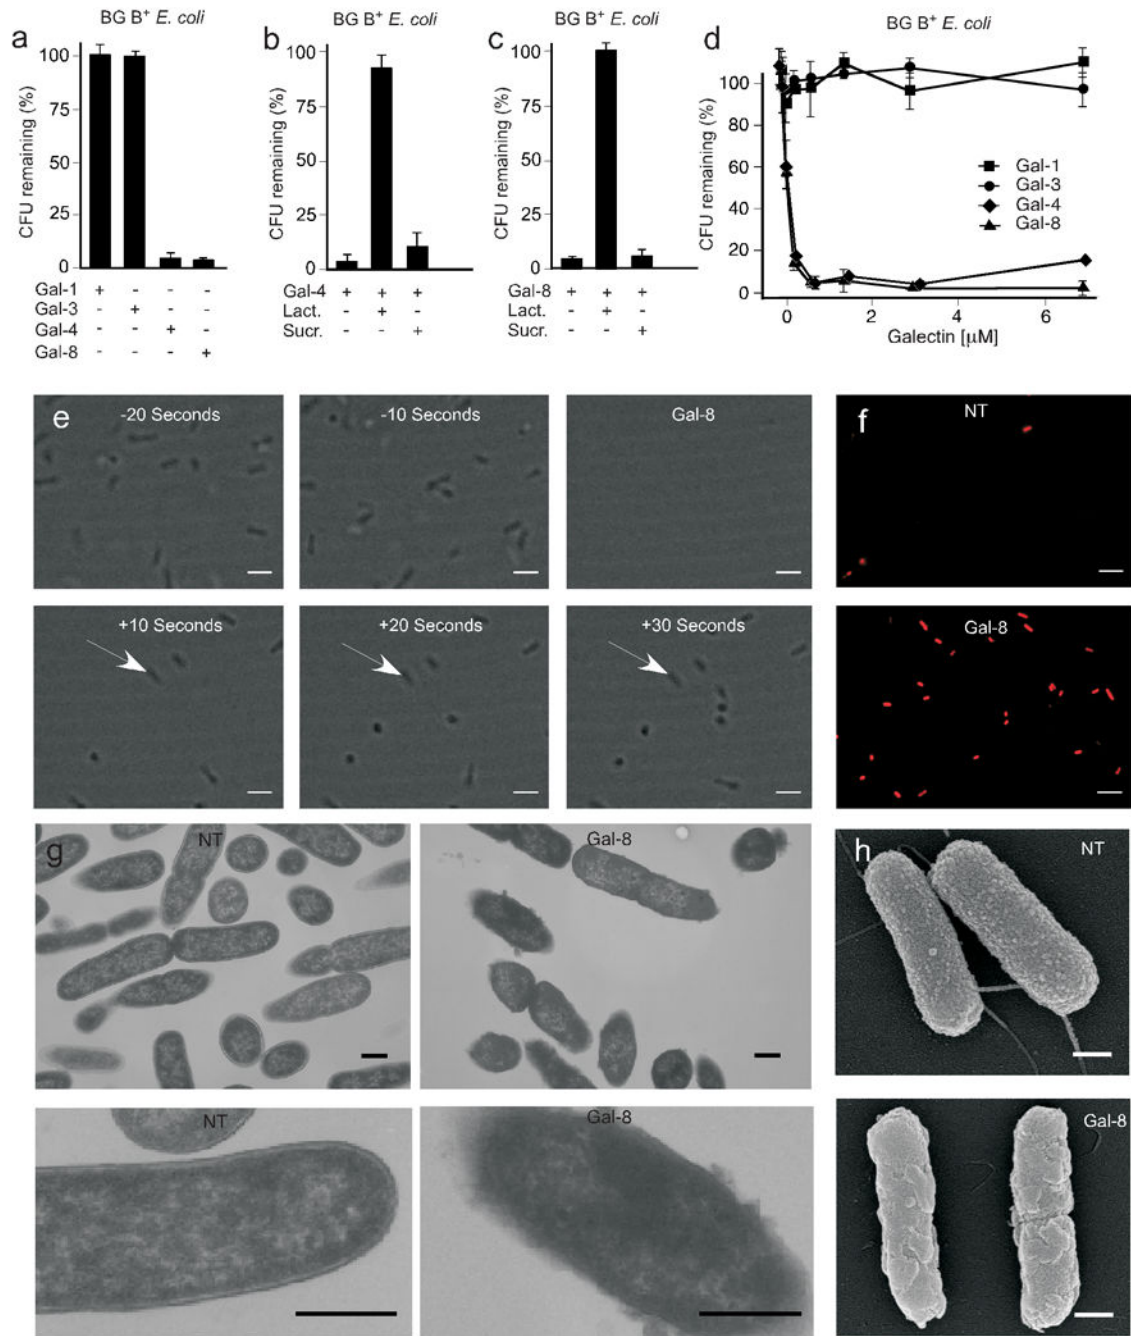 BG B⁺ E. coli
a
CFU remaining (%)
100
75
50
25
0
Gal-1 + - - -
Gal-3 - + - -
Gal-4 - - + -
Gal-8 - - - +
BG B⁺ E. coli
b
CFU remaining (%)
100
75
50
25
0
Gal-4 + + +
Lact. - + -
Sucr. - - +
BG B⁺ E. coli
c
CFU remaining (%)
100
75
50
25
0
Gal-8 + + +
Lact. - + -
Sucr. - - +
BG B⁺ E. coli
d
CFU remaining (%)
100
80
60
40
20
0
Gal-1
Gal-3
Gal-4
Gal-8
0 2 4 6
Galectin [μM]
e
-20 Seconds
-10 Seconds
Gal-8
+10 Seconds
+20 Seconds
+30 Seconds
f
NT
Gal-8
g
NT
Gal-8
NT
Gal-8
h
NT
Gal-8